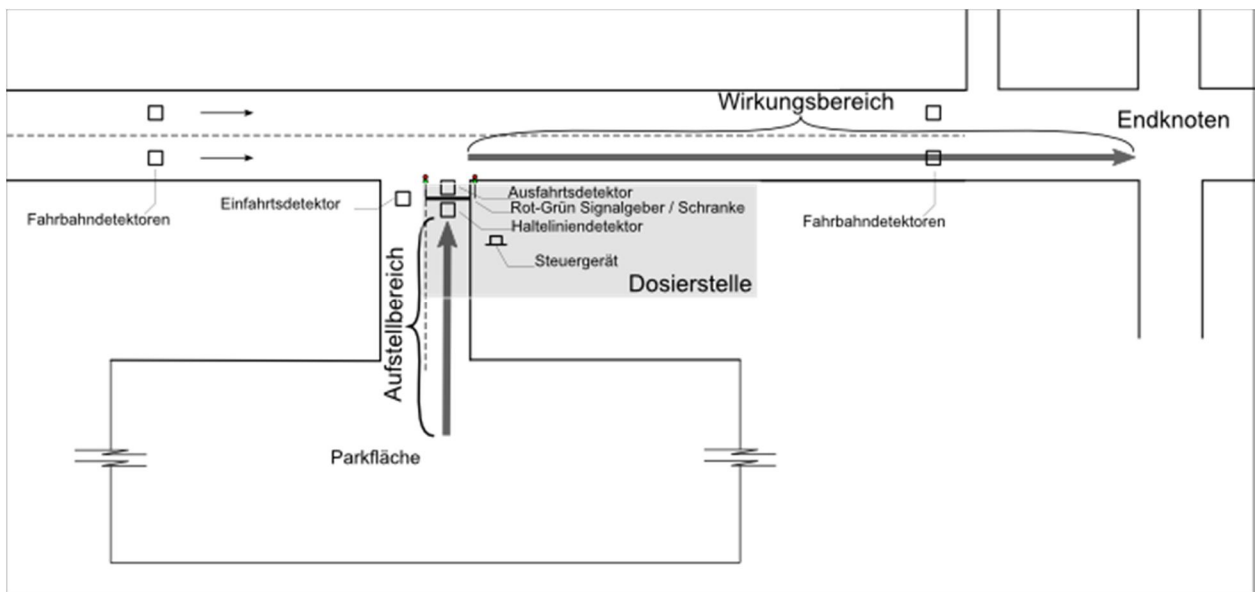 Wirkungsbereich
Endknoten
Fahrbahndetektoren
Einfahrtsdetektor
Ausfahrtsdetektor
Rot-Grün Signalgeber / Schranke
Halteliniendetektor
Fahrbahndetektoren
Steuergerät
Dosierstelle
Aufstellbereich
Parkfläche